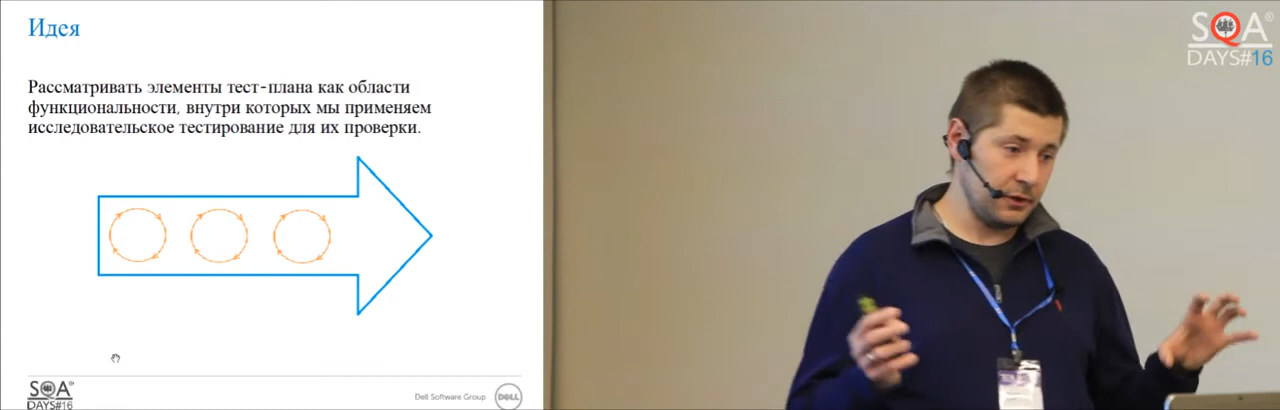 Идея
Рассматривать элементы тест-плана как области
функциональности, внутри которых мы применяем
исследовательское тестирование для их проверки.
SQA
DAYS#16
Dell Software Group
DELL
SQA®
DAYS#16